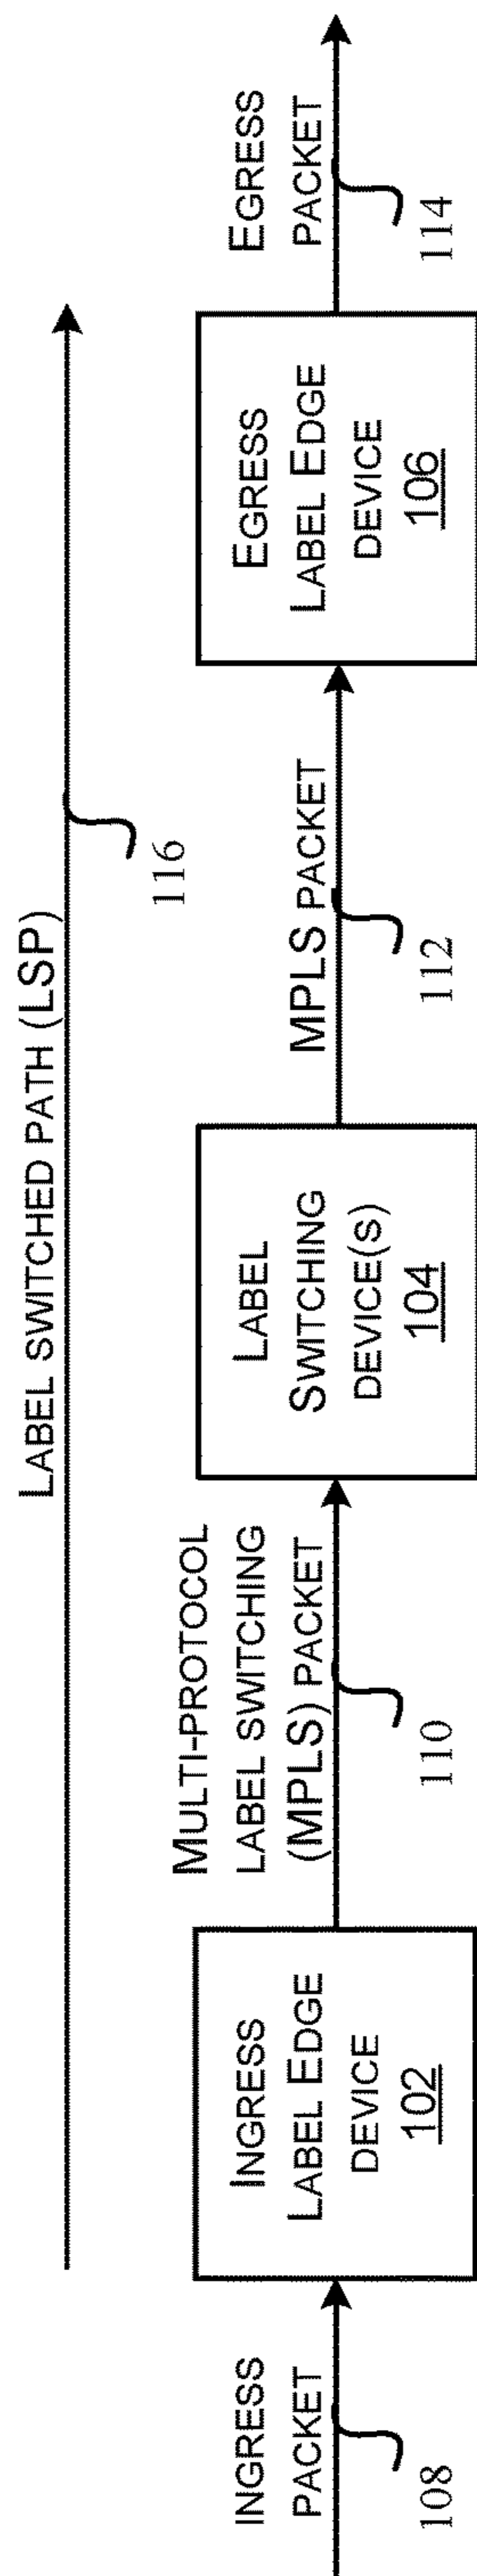 LABEL SWITCHED PATH (LSP)
116
INGRESS
PACKET
108
INGRESS
LABEL EDGE
DEVICE
102
MULTI-PROTOCOL
LABEL SWITCHING
(MPLS) PACKET
110
LABEL
SWITCHING
DEVICE(S)
104
MPLS PACKET
112
EGRESS
LABEL EDGE
DEVICE
106
EGRESS
PACKET
114